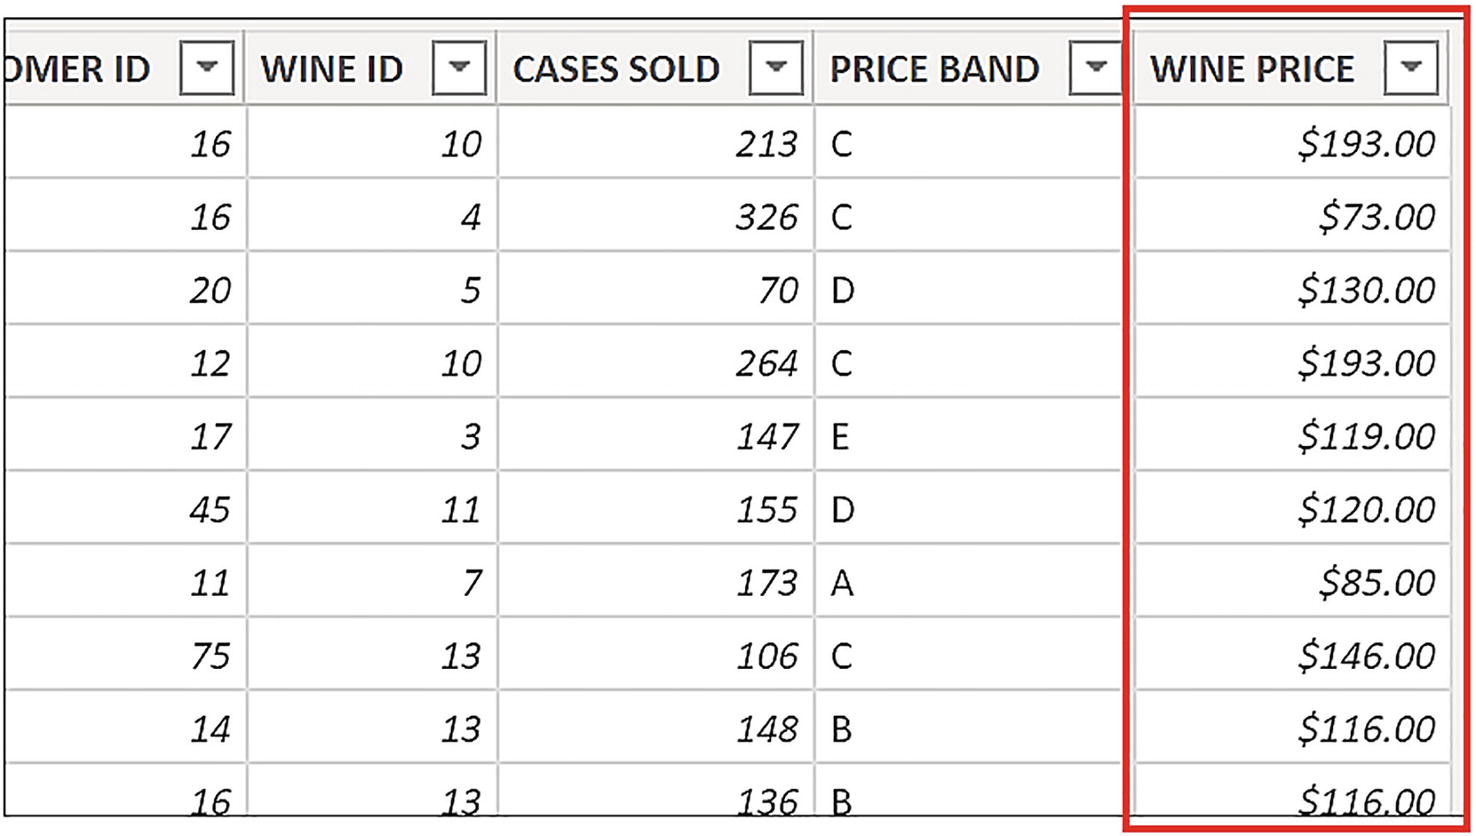 OMER ID WINE ID CASES SOLD PRICE BAND WINE PRICE
16 10 213 C $193.00
16 4 326 C $73.00
20 5 70 D $130.00
12 10 264 C $193.00
17 3 147 E $119.00
45 11 155 D $120.00
11 7 173 A $85.00
75 13 106 C $146.00
14 13 148 B $116.00
16 13 136 B $116.00